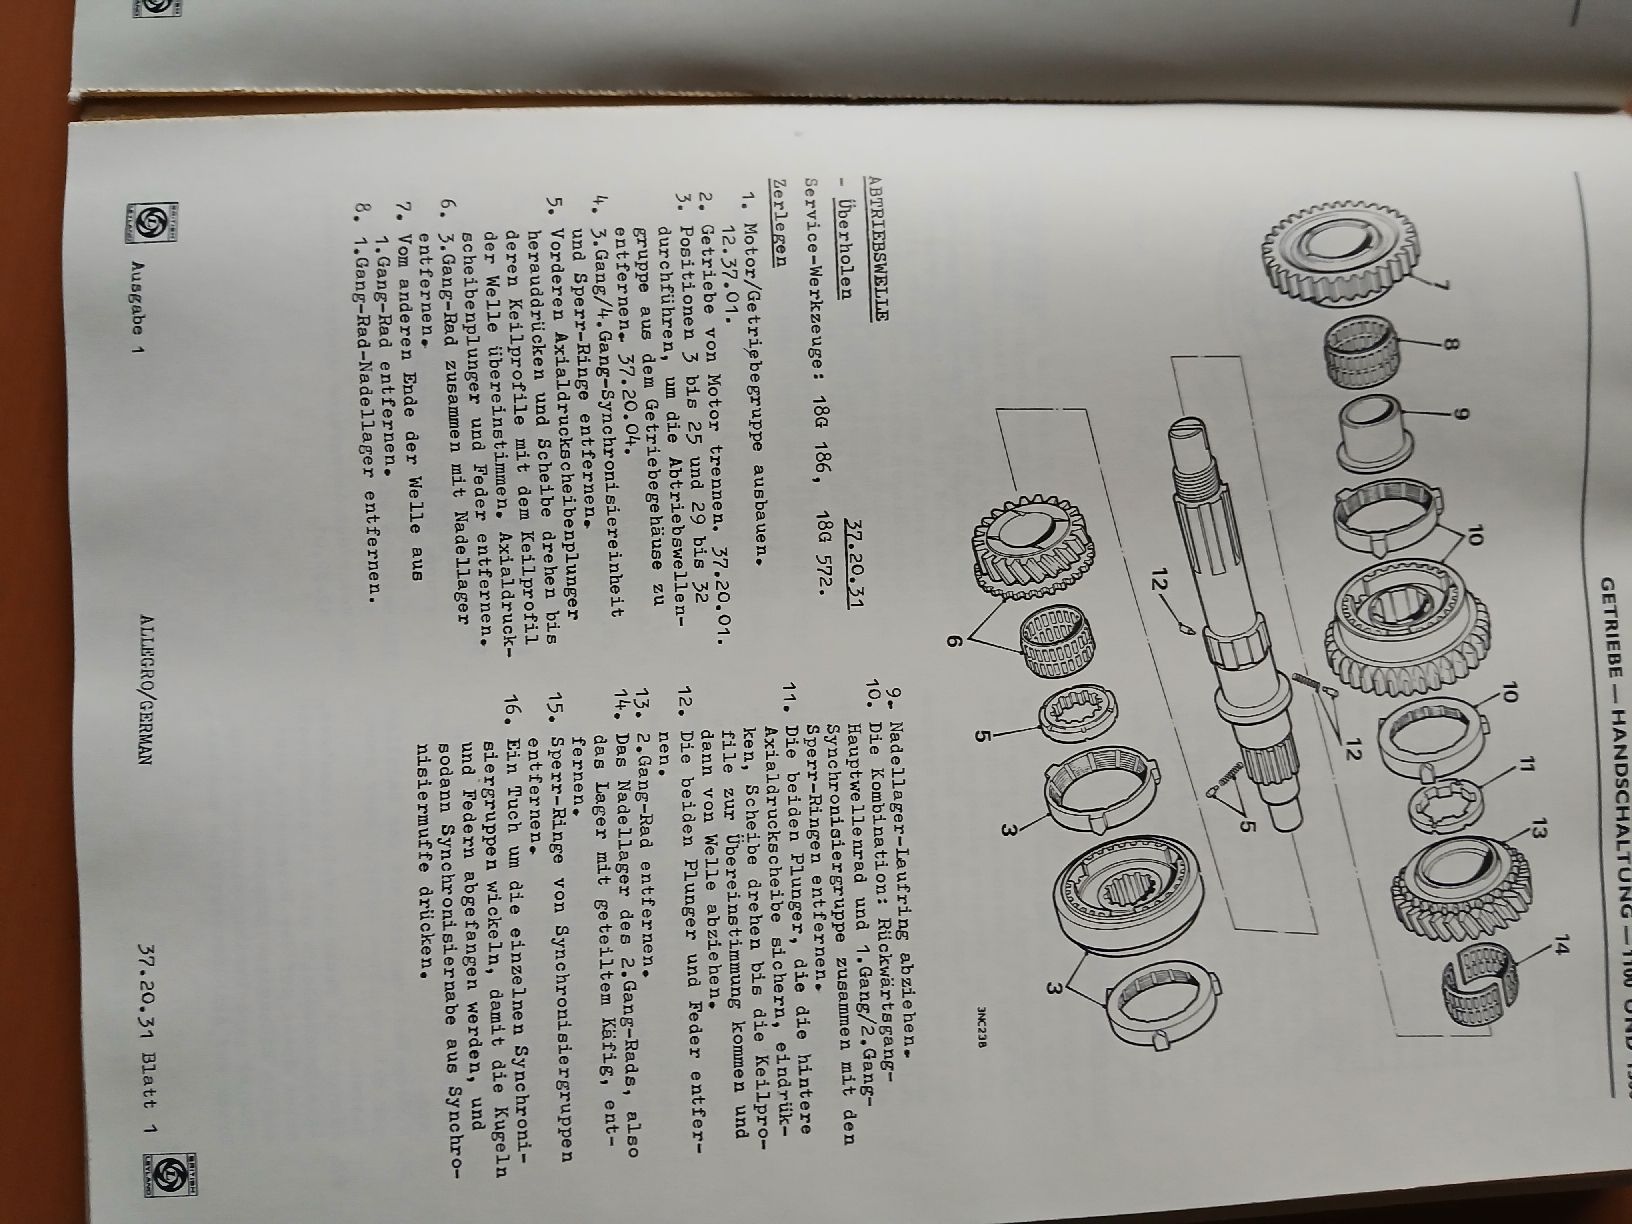 GETRIEBE — HANDSCHALTUNG — 1100 UND
7
8
9
10
10
11
13
14
12
12
5
6
5
3
3
3NC23B
ABTRIEBSWELLE
- Überholen 37.20.31
Service-Werkzeuge: 18G 186, 18G 572.
Zerlegen
1. Motor/Getriebegruppe ausbauen.
12.37.01.
2. Getriebe von Motor trennen. 37.20.01.
3. Positionen 3 bis 25 und 29 bis 32
durchführen, um die Abtriebswellen-
gruppe aus dem Getriebegehäuse zu
entfernen. 37.20.04.
4. 3.Gang/4.Gang-Synchronisiereinheit
und Sperr-Ringe entfernen.
5. Vorderen Axialdruckscheibenplunger
herauddrücken und Scheibe drehen bis
deren Keilprofile mit dem Keilprofil
der Welle übereinstimmen. Axialdruck-
scheibenplunger und Feder entfernen.
6. 3.Gang-Rad zusammen mit Nadellager
entfernen.
7. Vom anderen Ende der Welle aus
1.Gang-Rad entfernen.
8. 1.Gang-Rad-Nadellager entfernen.
9. Nadellager-Laufring abziehen.
10. Die Kombination: Rückwärtsgang-
Hauptwellenrad und 1.Gang/2.Gang-
Synchronisiergruppe zusammen mit den
Sperr-Ringen entfernen.
11. Die beiden Plunger, die die hintere
Axialdruckscheibe sichern, eindrük-
ken, Scheibe drehen bis die Keilpro-
file zur Übereinstimmung kommen und
dann von Welle abziehen.
12. Die beiden Plunger und Feder entfer-
nen.
13. 2.Gang-Rad entfernen.
14. Das Nadellager des 2.Gang-Rads, also
das Lager mit geteiltem Käfig, ent-
fernen.
15. Sperr-Ringe von Synchronisiergruppen
entfernen.
16. Ein Tuch um die einzelnen Synchroni-
siergruppen wickeln, damit die Kugeln
und Federn abgefangen werden, und
sodann Synchronisiernabe aus Synchro-
nisiermuffe drücken.
BRITISH
LEYLAND
Ausgabe 1
ALLEGRO/GERMAN
37.20.31 Blatt 1
BRITISH
LEYLAND